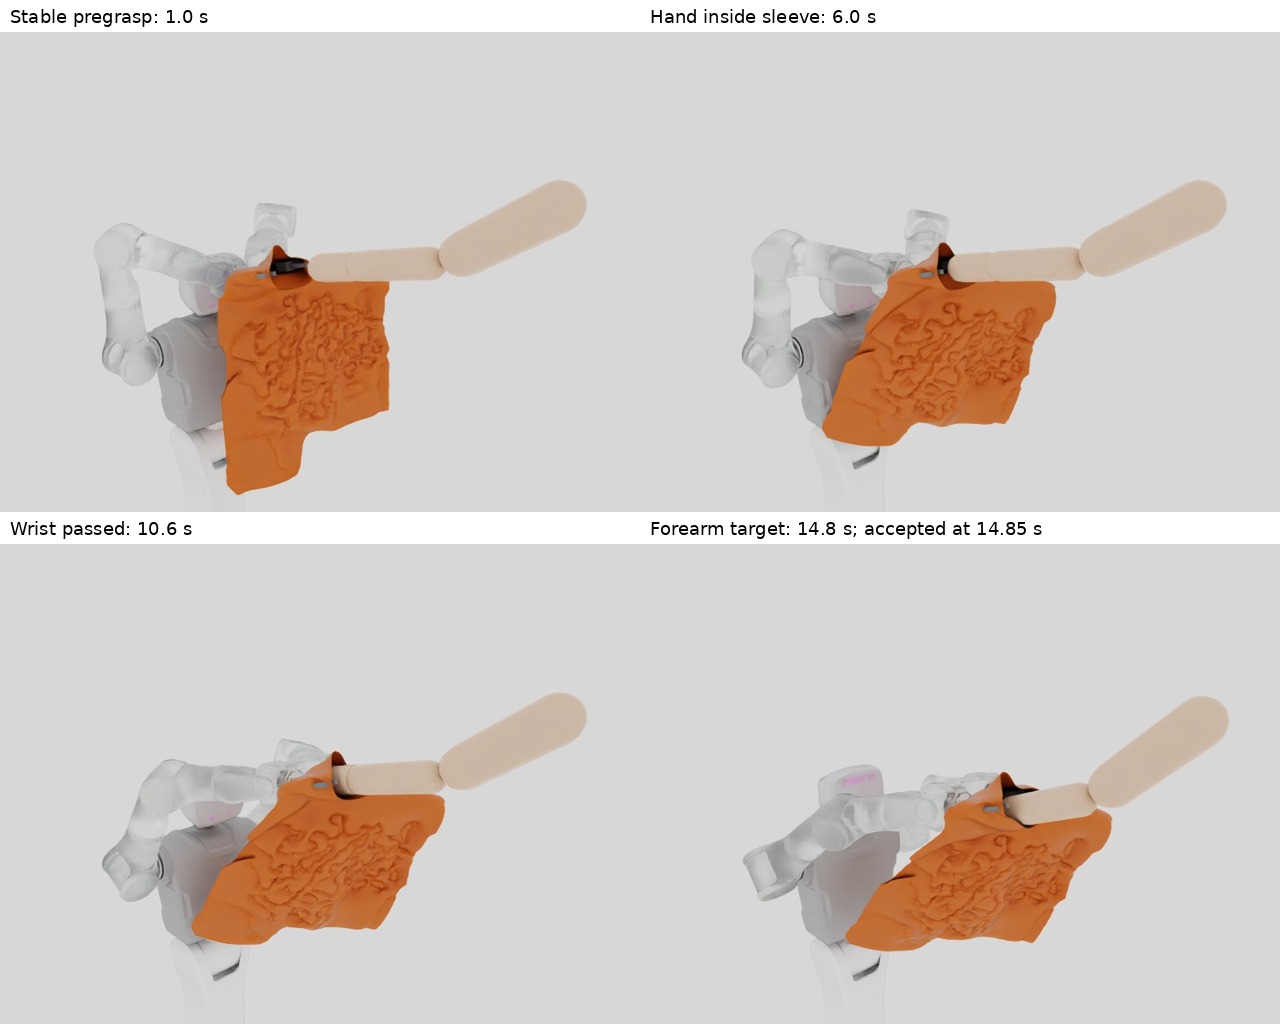 Stable pregrasp: 1.0 s
Hand inside sleeve: 6.0 s
Wrist passed: 10.6 s
Forearm target: 14.8 s; accepted at 14.85 s